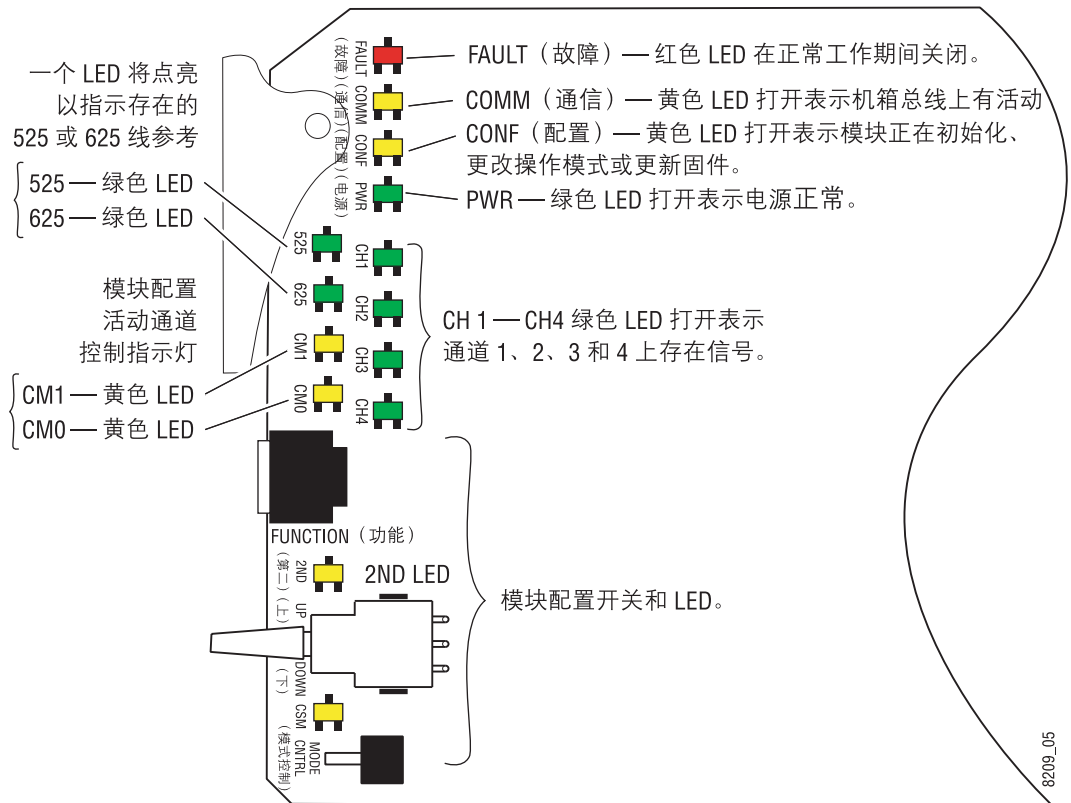 一个 LED 将点亮
以指示存在的
525 或 625 线参考
525 — 绿色 LED
625 — 绿色 LED
模块配置
活动通道
控制指示灯
CM1 — 黄色 LED
CM0 — 黄色 LED
FAULT
(故障)
COMM
(通信)
CONF
(配置)
PWR
(电源)
525
625
CM1
CM0
CH1
CH2
CH3
CH4
FAULT（故障）— 红色 LED 在正常工作期间关闭。
COMM（通信）— 黄色 LED 打开表示机箱总线上有活动
CONF（配置）— 黄色 LED 打开表示模块正在初始化、
更改操作模式或更新固件。
PWR — 绿色 LED 打开表示电源正常。
CH 1 — CH4 绿色 LED 打开表示
通道 1、2、3 和 4 上存在信号。
FUNCTION（功能）
2ND
(第二)
2ND LED
UP
(上)
DOWN
(下)
CSM
MODE
CNTRL
(模式控制)
模块配置开关和 LED。
8209_05